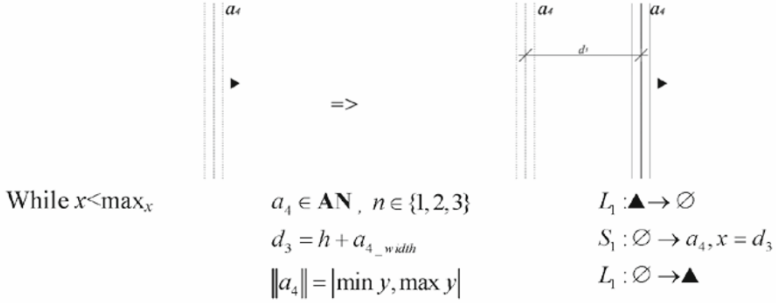 a₄ a₄ a₄
d₃
=>
While x<maxₓ
a₄ ∈ AN , n ∈ {1, 2, 3}
d₃ = h + a₄_width
‖a₄‖ = |min y, max y|
L₁ :▲→ ∅
S₁ : ∅ → a₄, x = d₃
L₁ : ∅ →▲